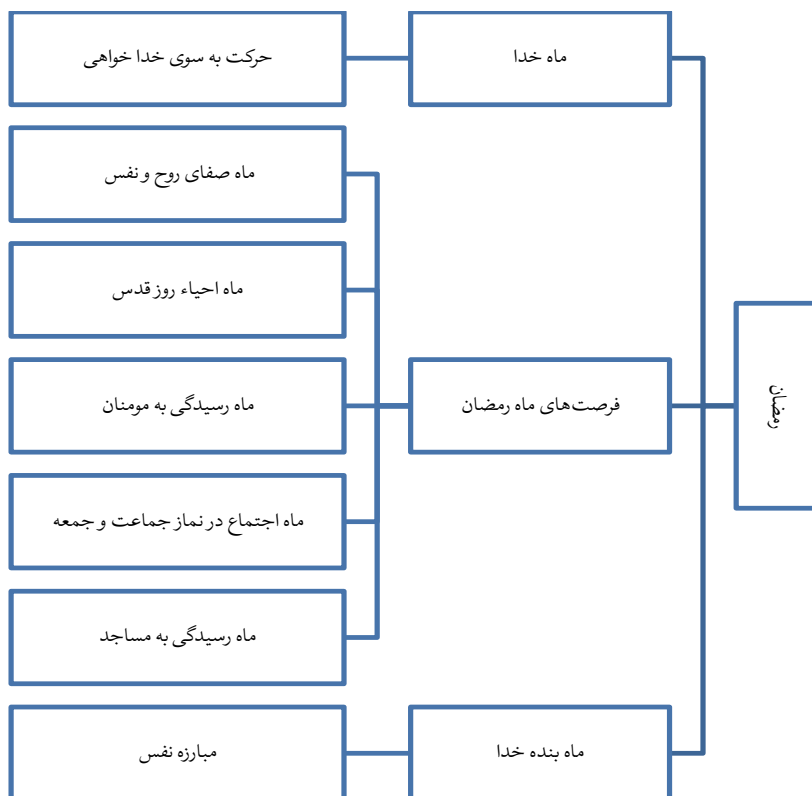 رمضان
ماه خدا
حرکت به سوی خدا خواهی
فرصت‌های ماه رمضان
ماه صفای روح و نفس
ماه احیاء روز قدس
ماه رسیدگی به مومنان
ماه اجتماع در نماز جماعت و جمعه
ماه رسیدگی به مساجد
ماه بنده خدا
مبارزه نفس